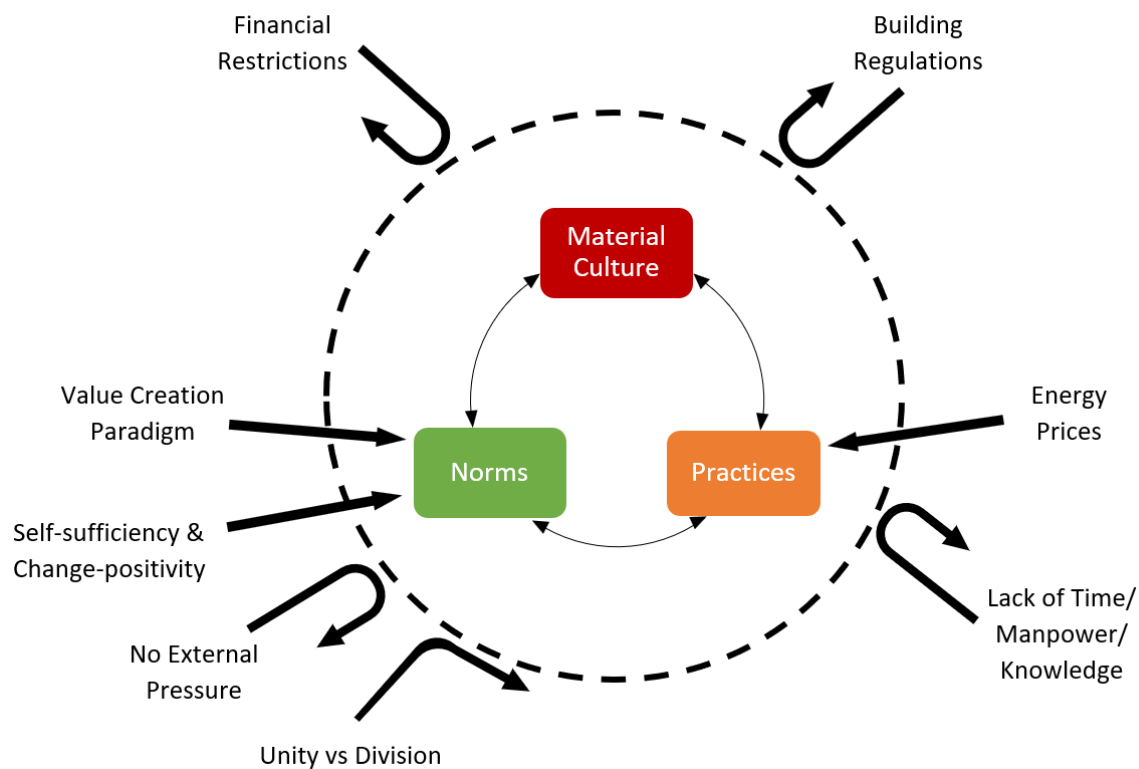 Financial
Restrictions
Building
Regulations
Material
Culture
Value Creation
Paradigm
Energy
Prices
Norms
Practices
Self-sufficiency &
Change-positivity
Lack of Time/
Manpower/
Knowledge
No External
Pressure
Unity vs Division